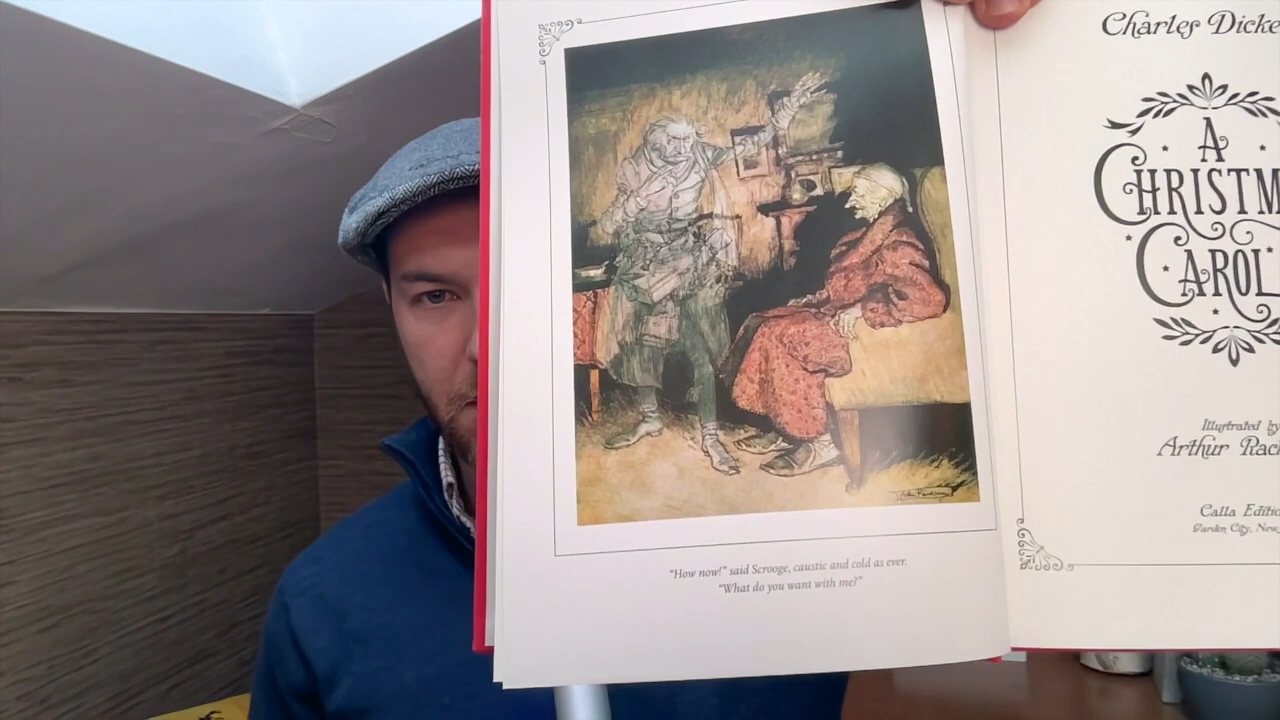 "How now!" said Scrooge, caustic and cold as ever.
"What do you want with me?"
Charles Dicke
A
CHRISTM
CAROL
Illustrated by
Arthur Rac
Calla Editio
Garden City, New